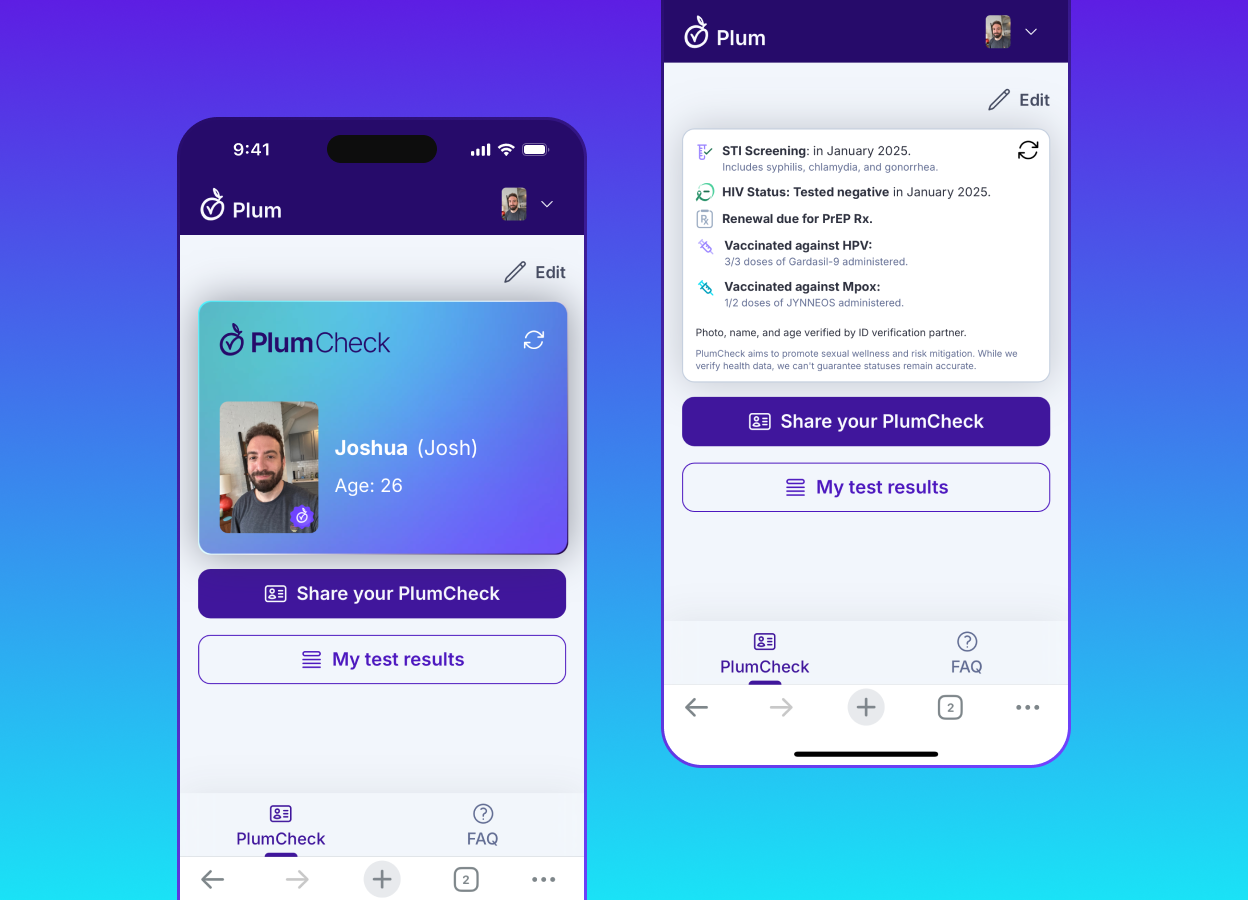 9:41
Plum
Edit
PlumCheck
Joshua (Josh)
Age: 26
Share your PlumCheck
My test results
PlumCheck
FAQ
2
Plum
Edit
STI Screening: in January 2025.
Includes syphilis, chlamydia, and gonorrhea.
HIV Status: Tested negative in January 2025.
Rx
Renewal due for PrEP Rx.
Vaccinated against HPV:
3/3 doses of Gardasil-9 administered.
Vaccinated against Mpox:
1/2 doses of JYNNEOS administered.
Photo, name, and age verified by ID verification partner.
PlumCheck aims to promote sexual wellness and risk mitigation. While we
verify health data, we can't guarantee statuses remain accurate.
Share your PlumCheck
My test results
PlumCheck
FAQ
2